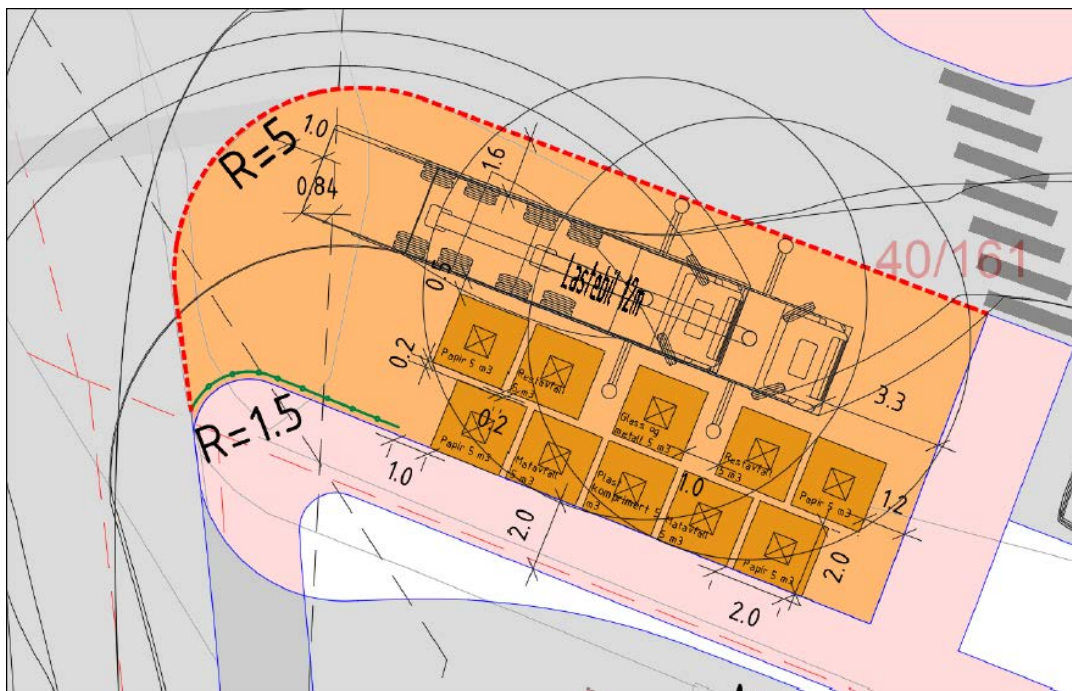 R=5
1.0
0.84
1.6
40/161
Lastebil 12m
0.5
0.2
Papir 5 m3
Restavfall
5 m3
3.3
0.2
R=1.5
Glass og
metall 5 m3
Restavfall
5 m3
Papir 5 m3
Papir 5 m3
Matavfall
5 m3
Plast
komprimert 5
m3
1.0
1.2
1.0
Matavfall
5 m3
2.0
Papir 5 m3
2.0
2.0